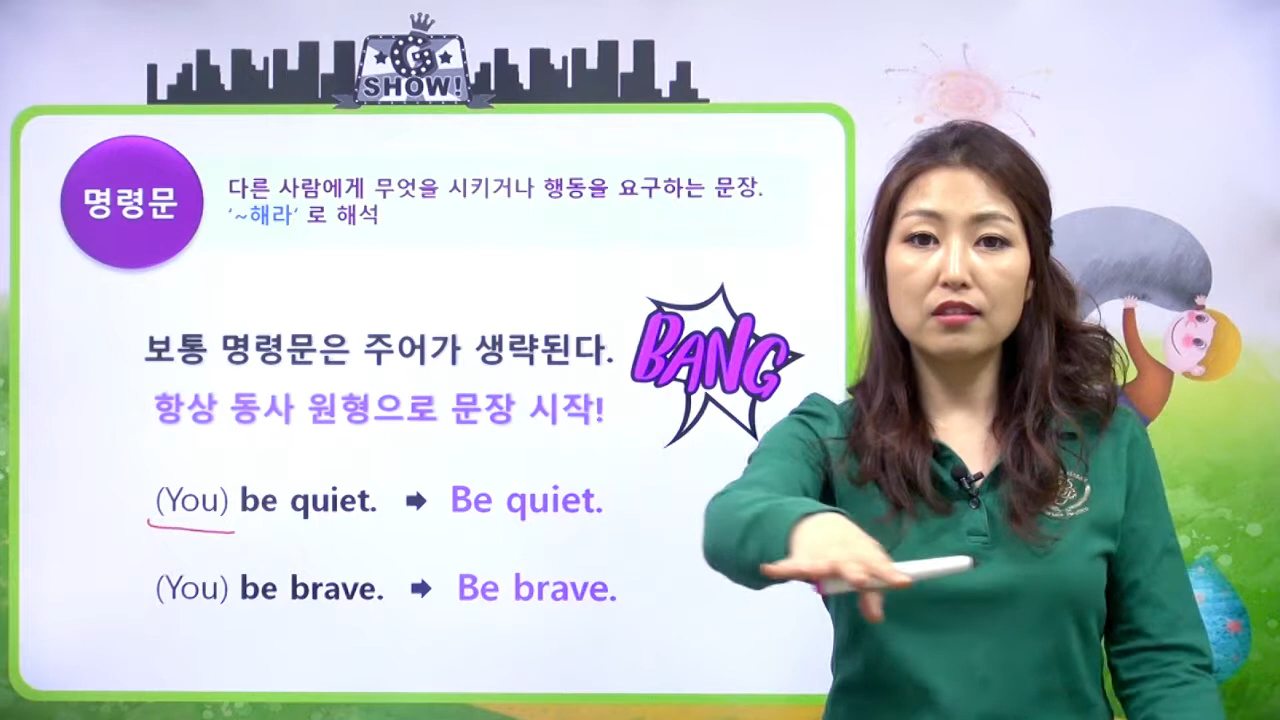 G
SHOW!
명령문
다른 사람에게 무엇을 시키거나 행동을 요구하는 문장.
‘~해라’ 로 해석
보통 명령문은 주어가 생략된다.
항상 동사 원형으로 문장 시작!
BANG
(You) be quiet. ➡ Be quiet.
(You) be brave. ➡ Be brave.